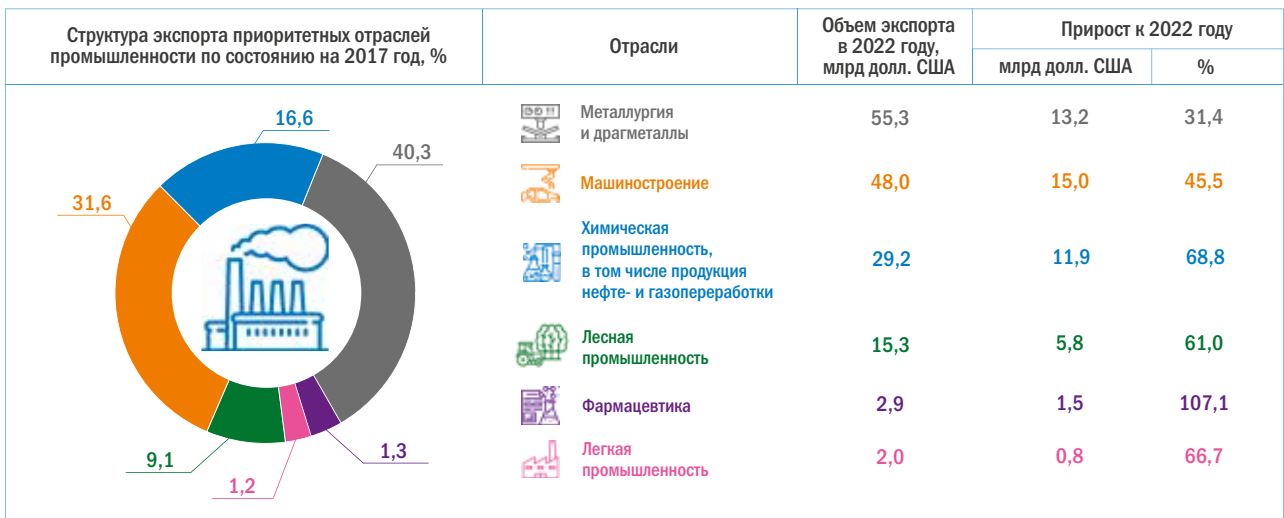 Структура экспорта приоритетных отраслей
промышленности по состоянию на 2017 год, %
Отрасли
Объем экспорта
в 2022 году,
млрд долл. США
Прирост к 2022 году
млрд долл. США
%
16,6
40,3
31,6
9,1
1,2
1,3
Металлургия
и драгметаллы
55,3
13,2
31,4
Машиностроение
48,0
15,0
45,5
Химическая
промышленность,
в том числе продукция
нефте- и газопереработки
29,2
11,9
68,8
Лесная
промышленность
15,3
5,8
61,0
Фармацевтика
2,9
1,5
107,1
Легкая
промышленность
2,0
0,8
66,7